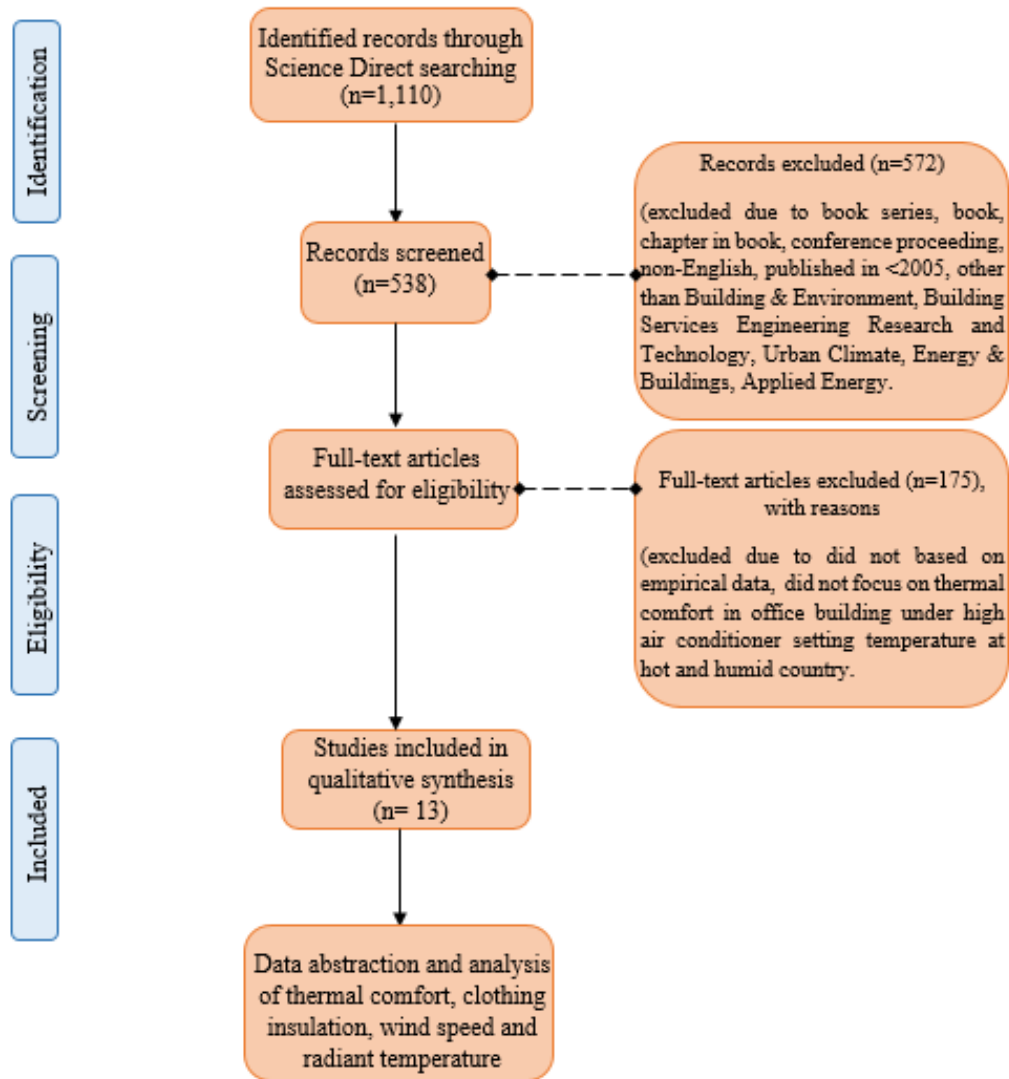 Identification
Screening
Eligibility
Included
Identified records through
Science Direct searching
(n=1,110)
Records screened
(n=538)
Records excluded (n=572)
(excluded due to book series, book,
chapter in book, conference proceeding,
non-English, published in <2005, other
than Building & Environment, Building
Services Engineering Research and
Technology, Urban Climate, Energy &
Buildings, Applied Energy.
Full-text articles
assessed for eligibility
Full-text articles excluded (n=175),
with reasons
(excluded due to did not based on
empirical data, did not focus on thermal
comfort in office building under high
air conditioner setting temperature at
hot and humid country.
Studies included in
qualitative synthesis
(n= 13)
Data abstraction and analysis
of thermal comfort, clothing
insulation, wind speed and
radiant temperature